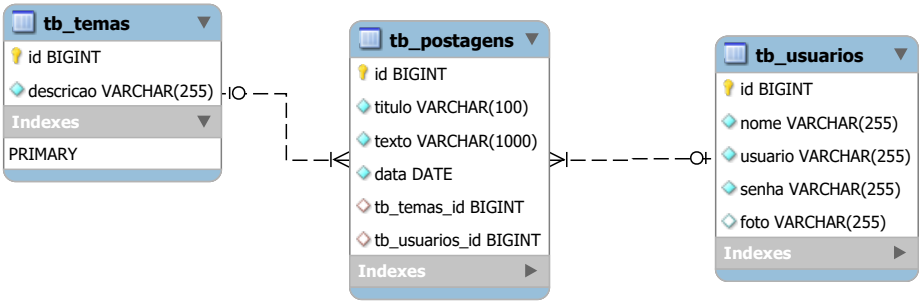 tb_temas
id BIGINT
descricao VARCHAR(255)
Indexes
PRIMARY
tb_postagens
id BIGINT
titulo VARCHAR(100)
texto VARCHAR(1000)
data DATE
tb_temas_id BIGINT
tb_usuarios_id BIGINT
Indexes
tb_usuarios
id BIGINT
nome VARCHAR(255)
usuario VARCHAR(255)
senha VARCHAR(255)
foto VARCHAR(255)
Indexes